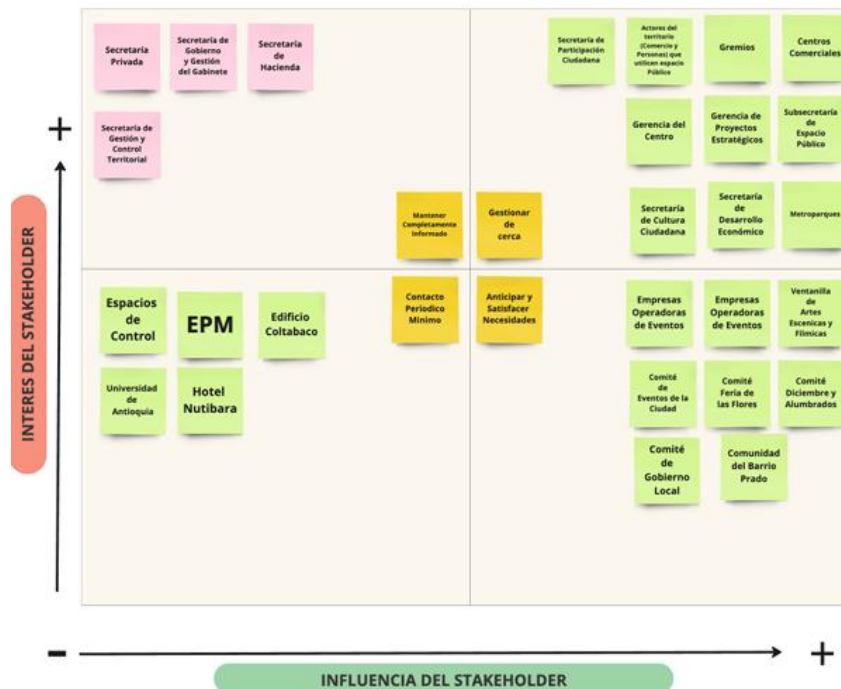 Secretaría
Privada
Secretaría de
Gobierno
y Gestión
del Gabinete
Secretaría
de
Hacienda
Secretaría de
Participación
Ciudadana
Actores del
territorio
(Comercio y
Personas) que
utilicen espacio
Público
Gremios
Centros
Comerciales
Secretaría de
Gestión y
Control
Territorial
Gerencia del
Centro
Gerencia de
Proyectos
Estratégicos
Subsecretaría
de
Espacio
Público
Mantener
Completamente
Informado
Gestionar
de
cerca
Secretaría
de Cultura
Ciudadana
Secretaría
de
Desarrollo
Económico
Metroparques
+
INTERES DEL STAKEHOLDER
Espacios
de
Control
EPM
Edificio
Coltabaco
Contacto
Periodico
Minimo
Anticipar y
Satisfacer
Necesidades
Empresas
Operadoras
de Eventos
Empresas
Operadoras
de Eventos
Ventanilla
de
Artes
Escenicas y
Fílmicas
Universidad
de
Antioquia
Hotel
Nutibara
Comité
de
Eventos de la
Ciudad
Comité
Feria de
las Flores
Comité
Diciembre y
Alumbrados
Comité
de
Gobierno
Local
Comunidad
del Barrio
Prado
-
+
INFLUENCIA DEL STAKEHOLDER